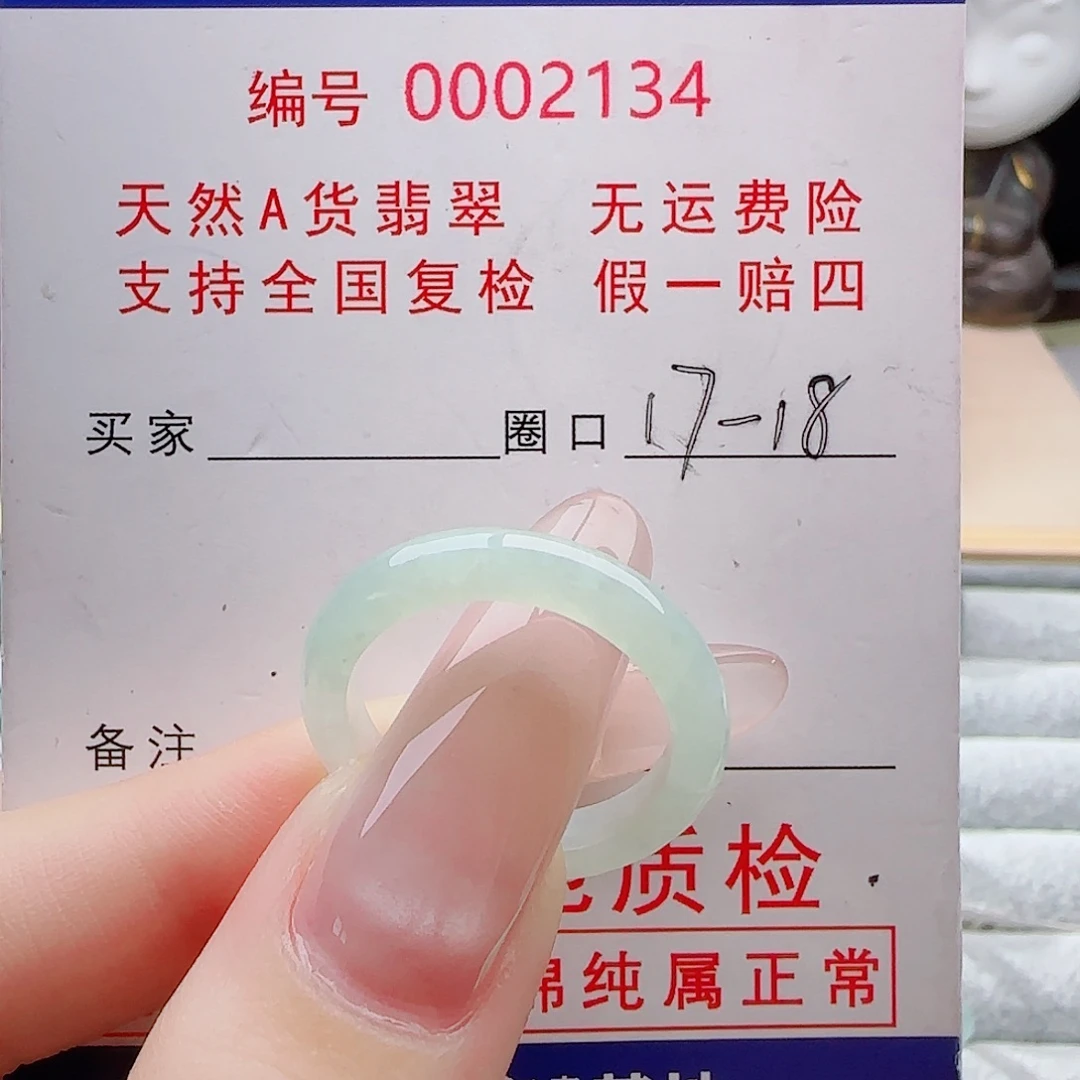 编号 0002134
天然A货翡翠 无运费险
支持全国复检 假一赔四
买家 圈口 17-18
备注
质检
纯属正常